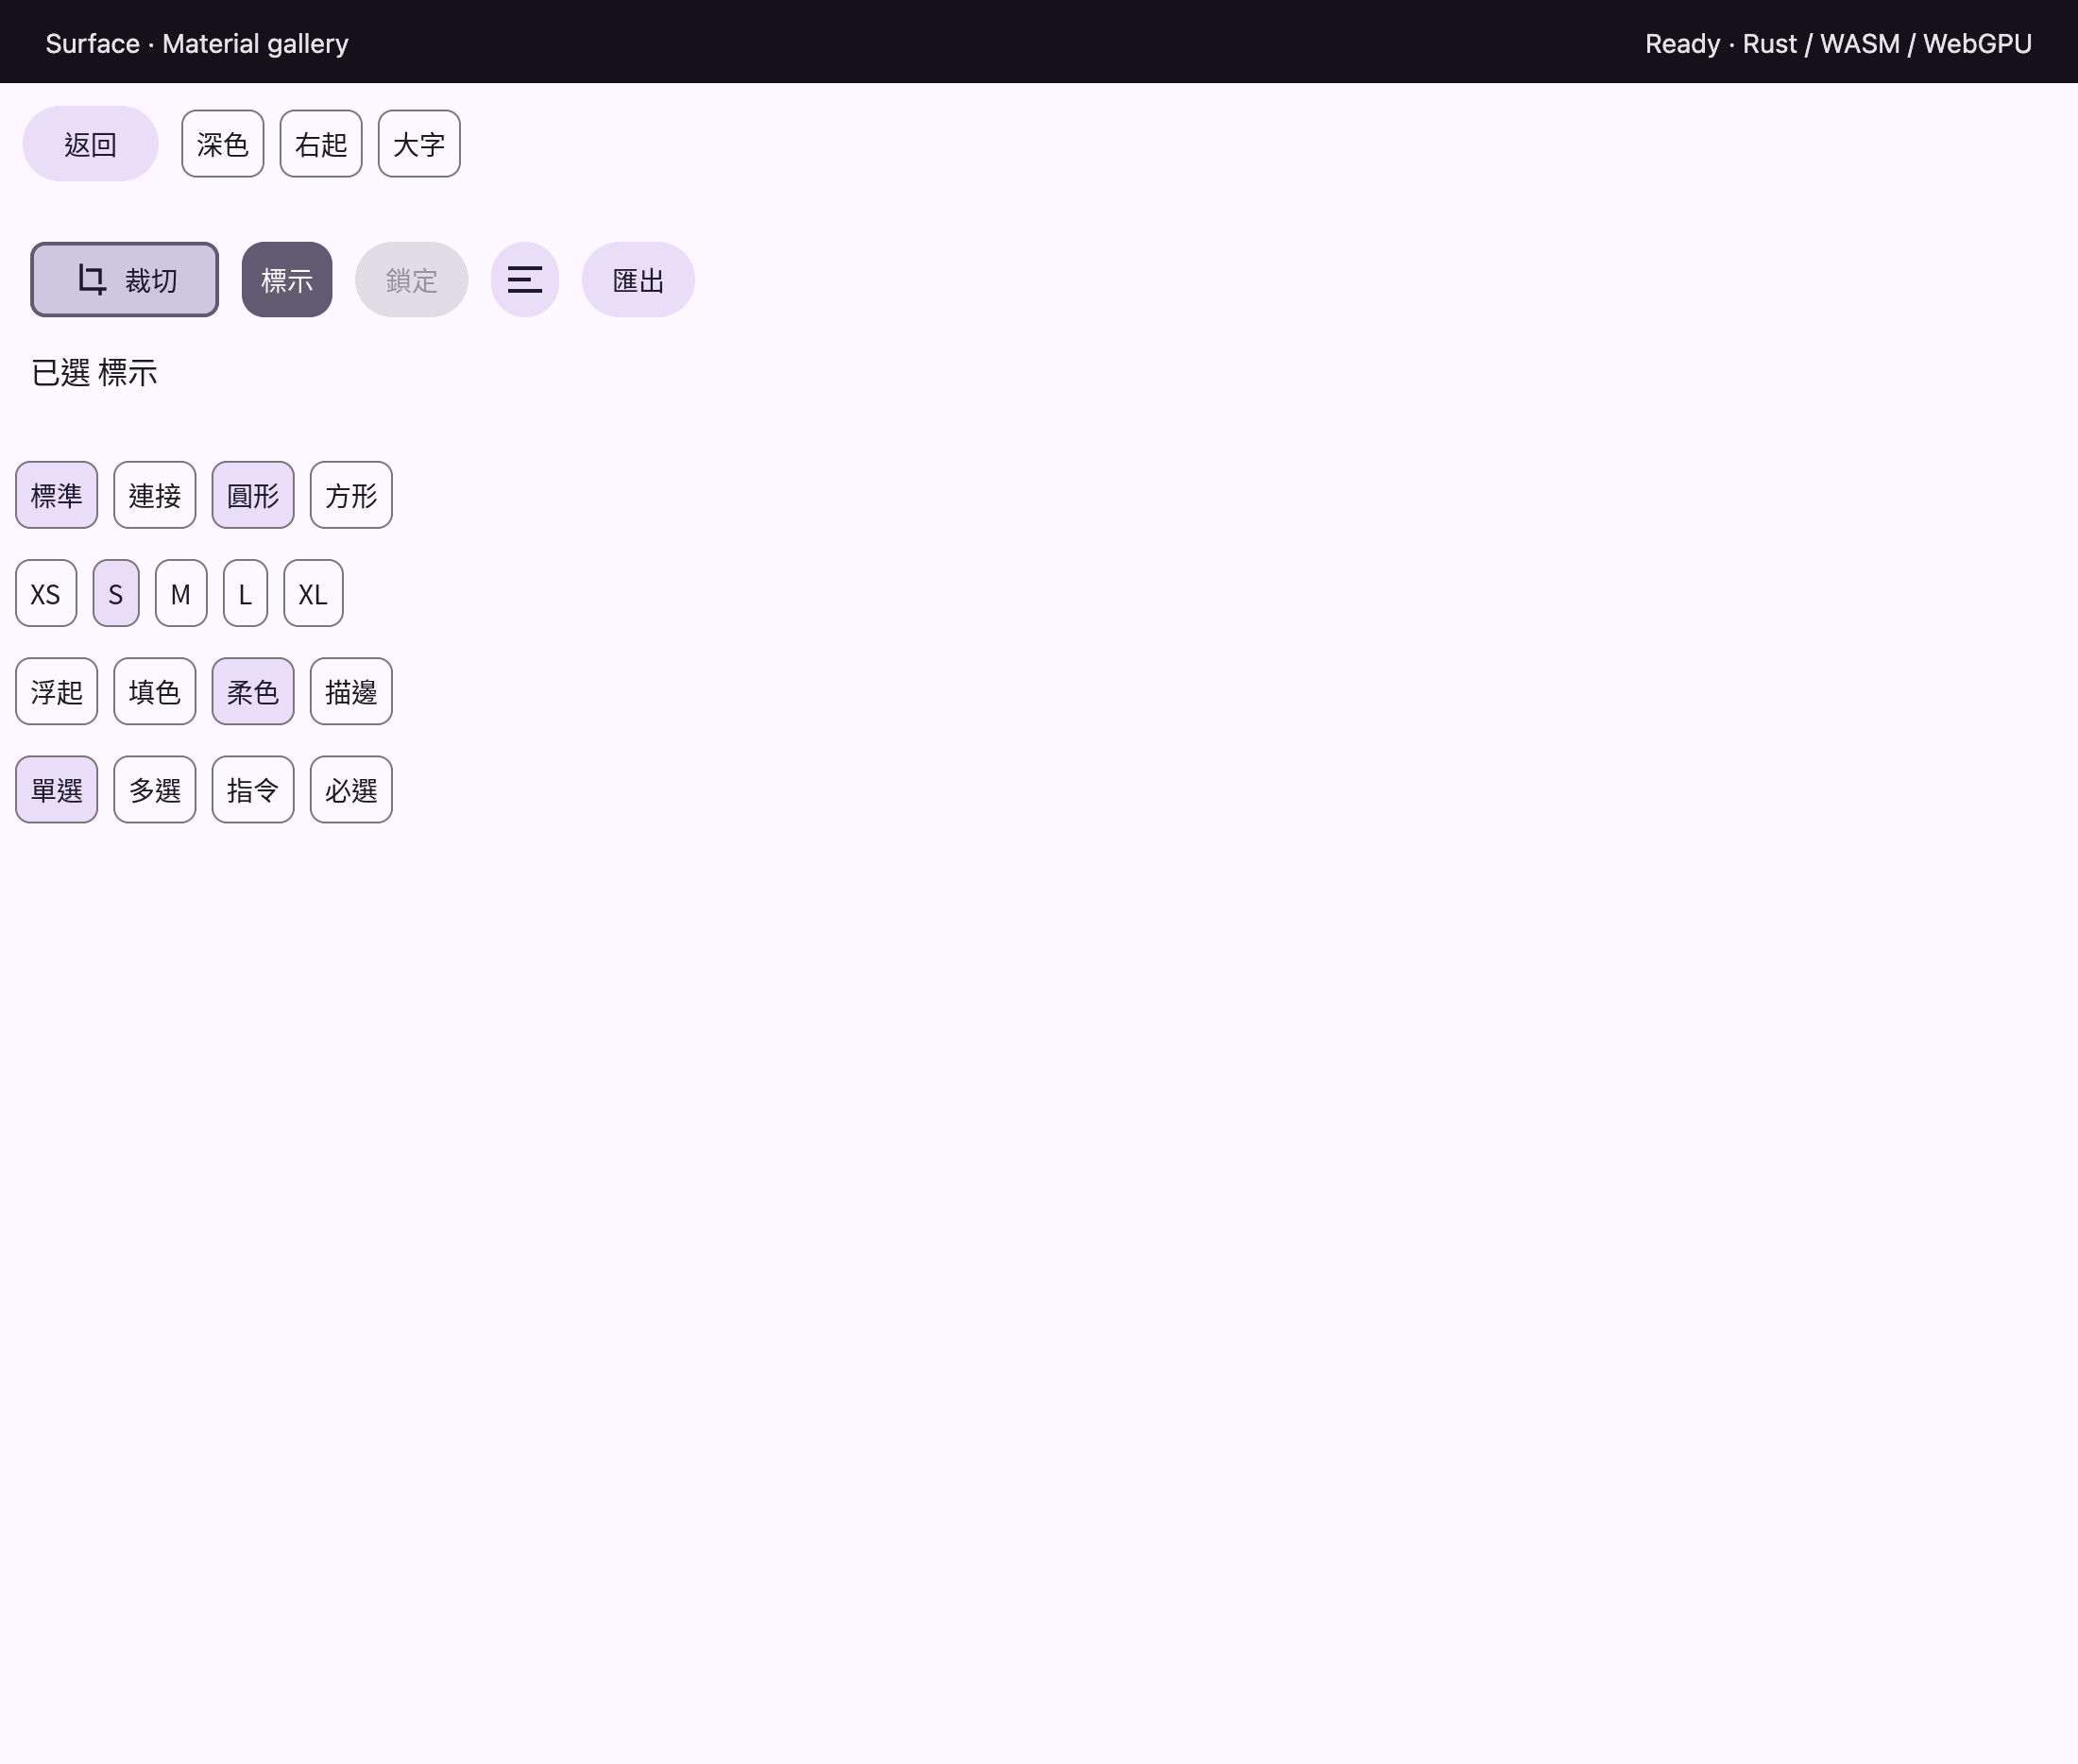 Surface · Material gallery Ready · Rust / WASM / WebGPU
返回 深色 右起 大字
裁切 標示 鎖定 匯出
已選 標示
標準 連接 圓形 方形
XS S M L XL
浮起 填色 柔色 描邊
單選 多選 指令 必選